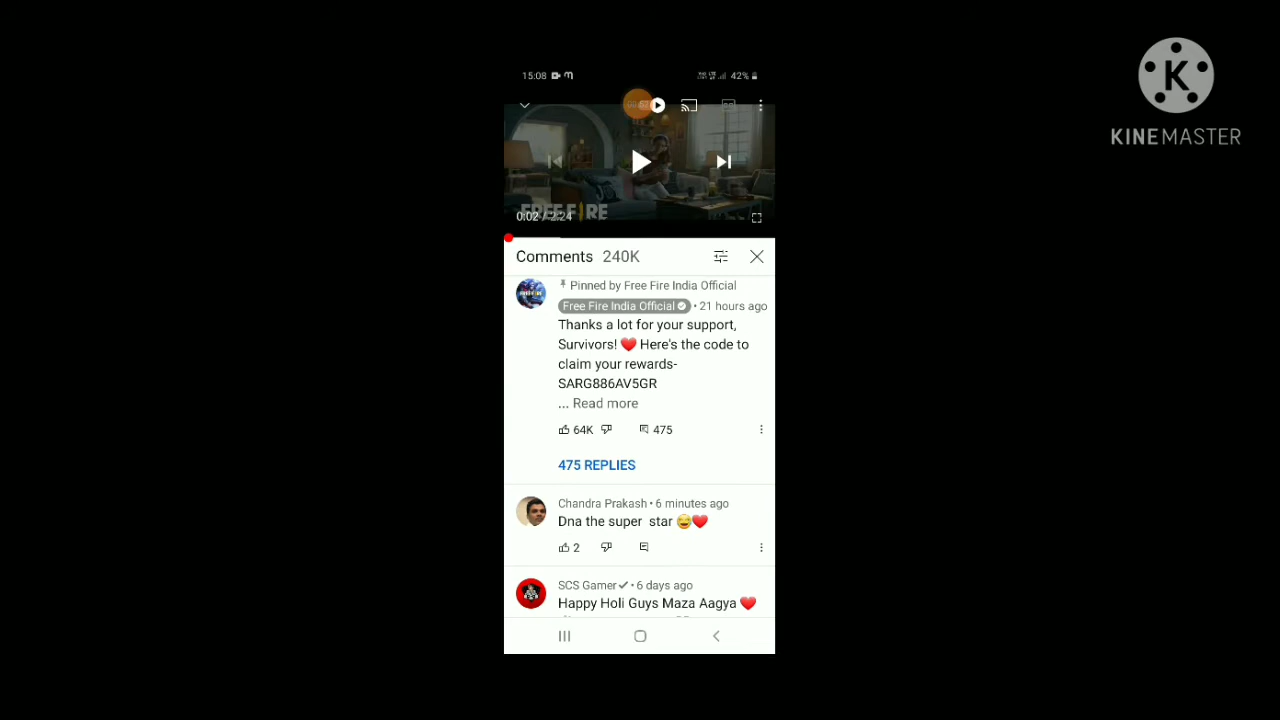 15:08
42%
FREE FIRE
0:02 / 2:24
Comments 240K
Pinned by Free Fire India Official
Free Fire India Official • 21 hours ago
Thanks a lot for your support,
Survivors! ❤️ Here's the code to
claim your rewards-
SARG886AV5GR
... Read more
64K 475
475 REPLIES
Chandra Prakash • 6 minutes ago
Dna the super star 😂❤️
2
SCS Gamer • 6 days ago
Happy Holi Guys Maza Aagya ❤️
K
KINEMASTER